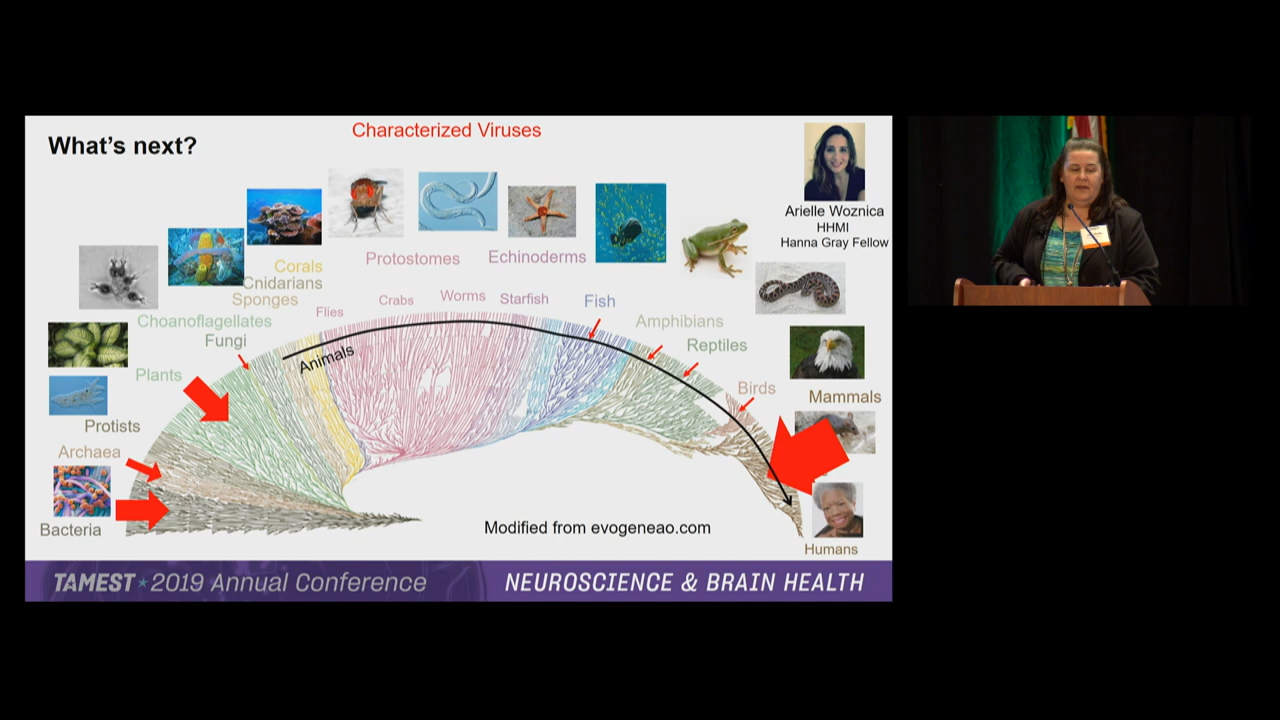 What's next?
Characterized Viruses
Arielle Woznica
HHMI
Hanna Gray Fellow
Corals
Cnidarians
Sponges
Protostomes
Echinoderms
Flies
Crabs
Worms
Starfish
Fish
Choanoflagellates
Fungi
Amphibians
Reptiles
Animals
Plants
Birds
Mammals
Protists
Archaea
Bacteria
Modified from evogeneao.com
Humans
TAMEST ★ 2019 Annual Conference
NEUROSCIENCE & BRAIN HEALTH